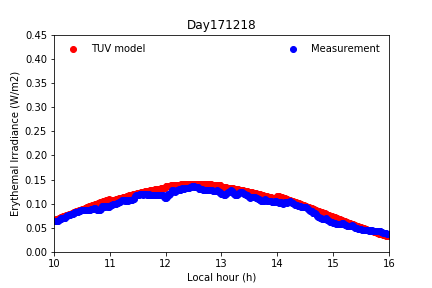 Day171218
TUV model
Measurement
Erythemal Irradiance (W/m2)
0.45
0.40
0.35
0.30
0.25
0.20
0.15
0.10
0.05
0.00
10 11 12 13 14 15 16
Local hour (h)